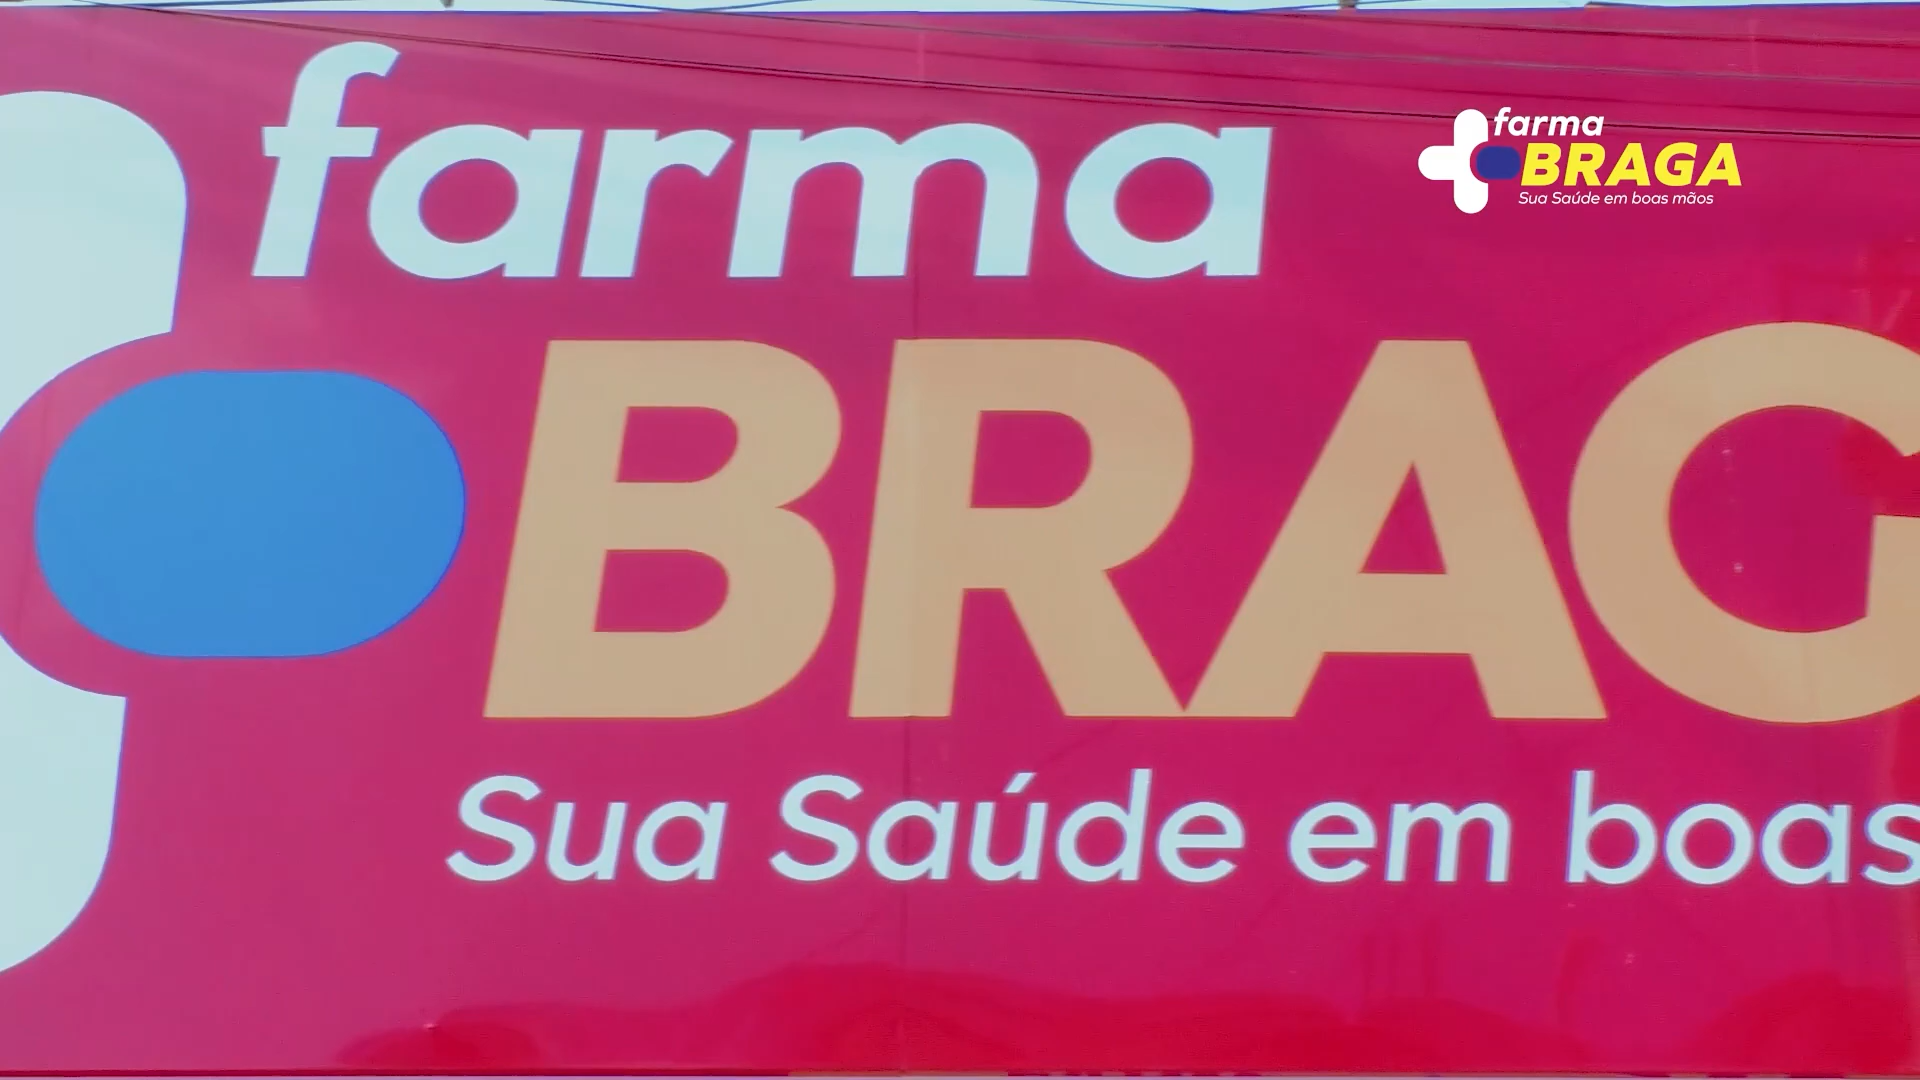 farma
BRAG
Sua Saúde em boas
farma
BRAGA
Sua Saúde em boas mãos